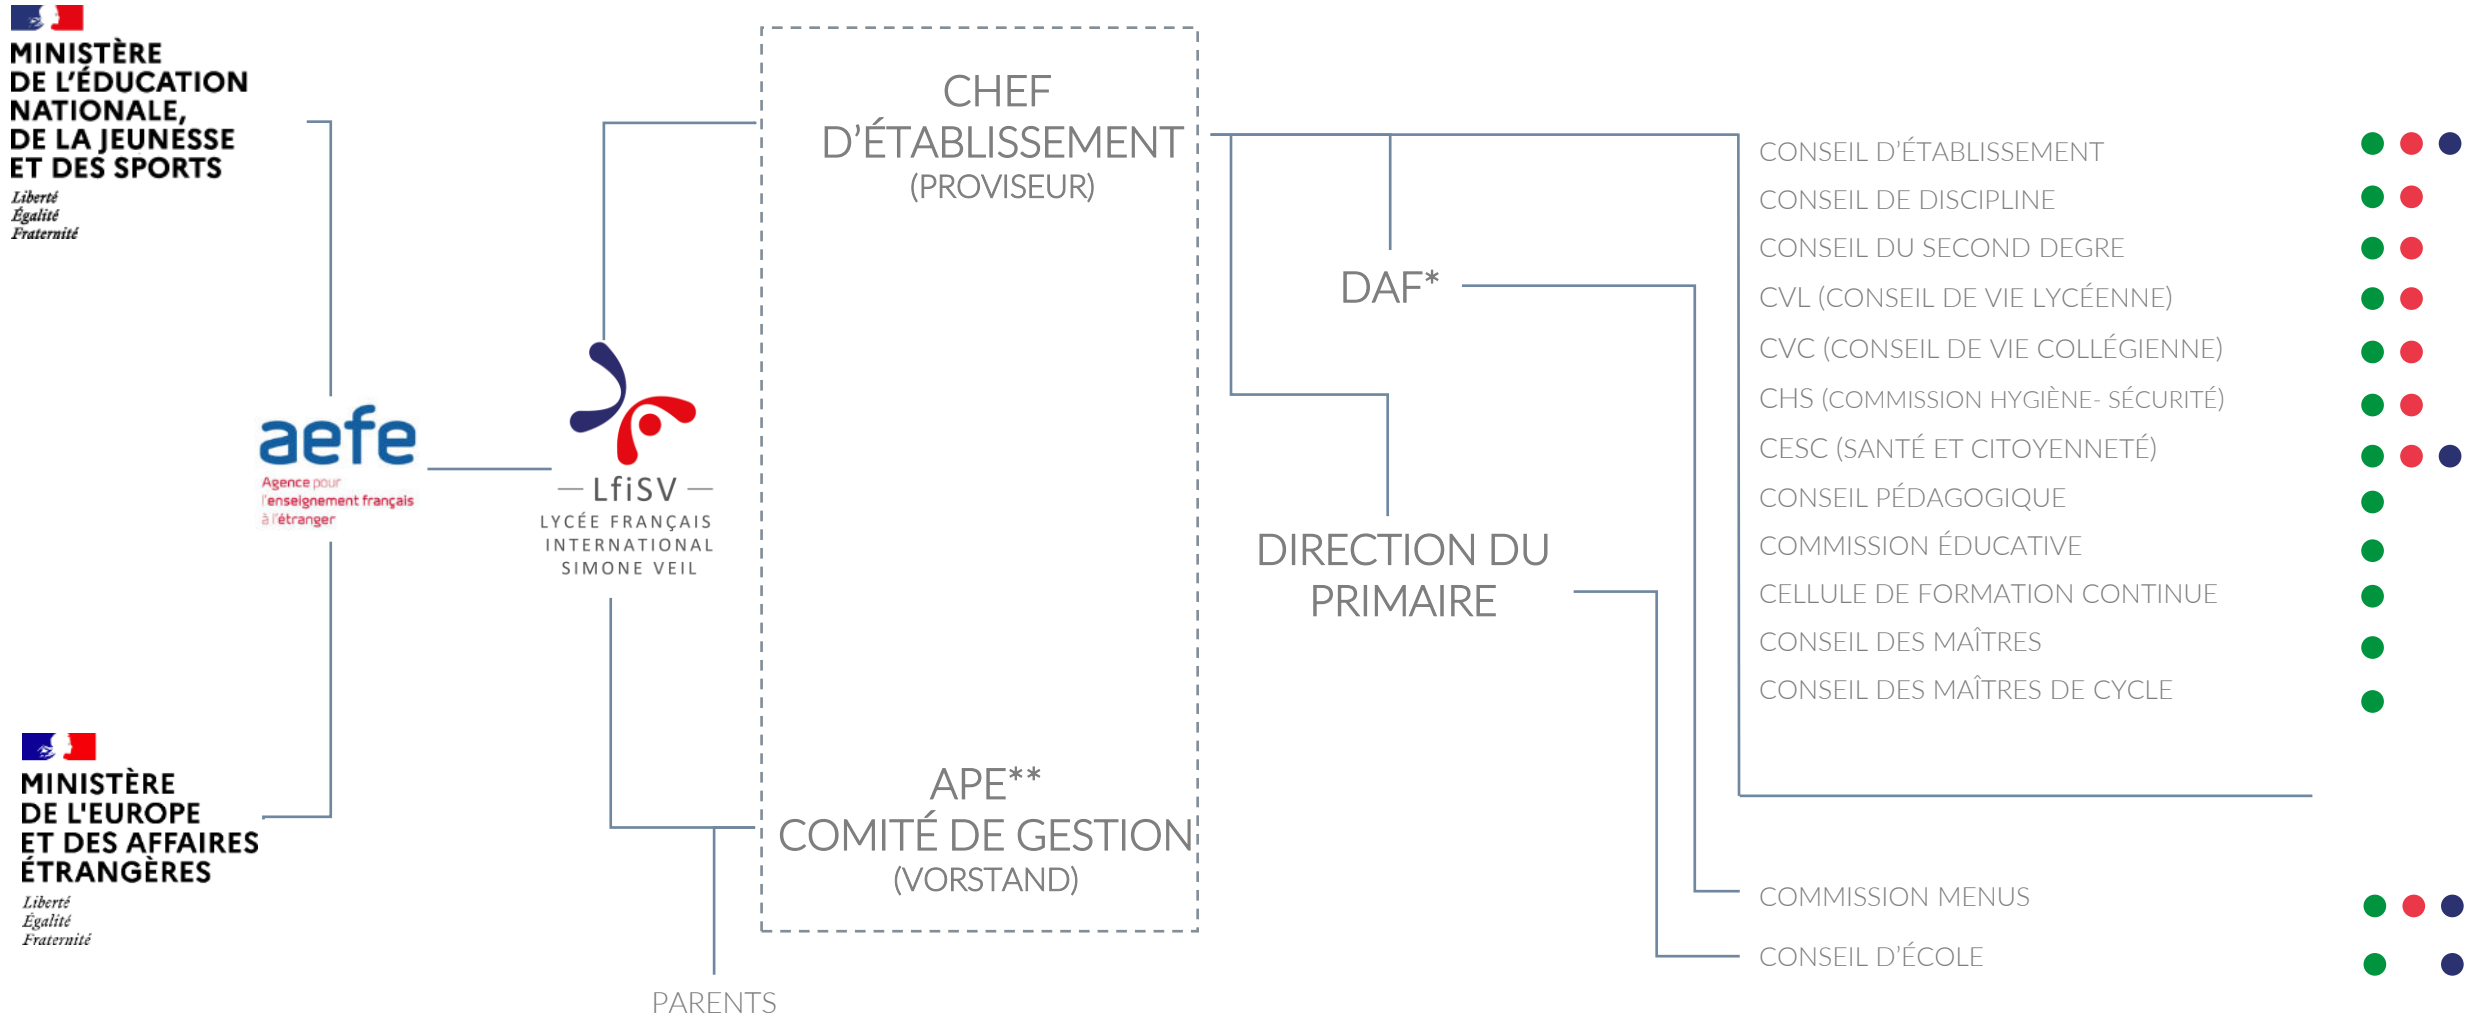 MINISTÈRE
DE L'ÉDUCATION
NATIONALE,
DE LA JEUNESSE
ET DES SPORTS
Liberté
Égalité
Fraternité
aefe
Agence pour
l'enseignement français
à l'étranger
MINISTÈRE
DE L'EUROPE
ET DES AFFAIRES
ÉTRANGÈRES
Liberté
Égalité
Fraternité
LfiSV
LYCÉE FRANÇAIS
INTERNATIONAL
SIMONE VEIL
PARENTS
CHEF
D'ÉTABLISSEMENT
(PROVISEUR)
APE**
COMITÉ DE GESTION
(VORSTAND)
DAF*
DIRECTION DU
PRIMAIRE
CONSEIL D'ÉTABLISSEMENT
CONSEIL DE DISCIPLINE
CONSEIL DU SECOND DEGRE
CVL (CONSEIL DE VIE LYCÉENNE)
CVC (CONSEIL DE VIE COLLÉGIENNE)
CHS (COMMISSION HYGIÈNE- SÉCURITÉ)
CESC (SANTÉ ET CITOYENNETÉ)
CONSEIL PÉDAGOGIQUE
COMMISSION ÉDUCATIVE
CELLULE DE FORMATION CONTINUE
CONSEIL DES MAÎTRES
CONSEIL DES MAÎTRES DE CYCLE
COMMISSION MENUS
CONSEIL D'ÉCOLE